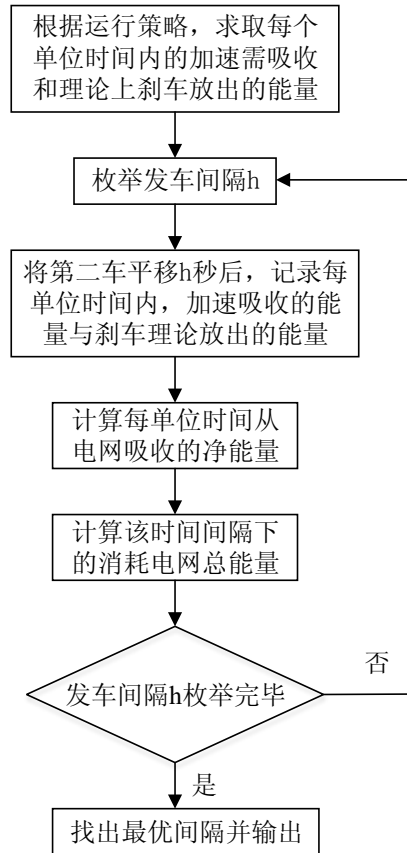 根据运行策略，求取每个
单位时间内的加速需吸收
和理论上刹车放出的能量
枚举发车间隔h
将第二车平移h秒后，记录每
单位时间内，加速吸收的能
量与刹车理论放出的能量
计算每单位时间从
电网吸收的净能量
计算该时间间隔下
的消耗电网总能量
发车间隔h枚举完毕
否
是
找出最优间隔并输出